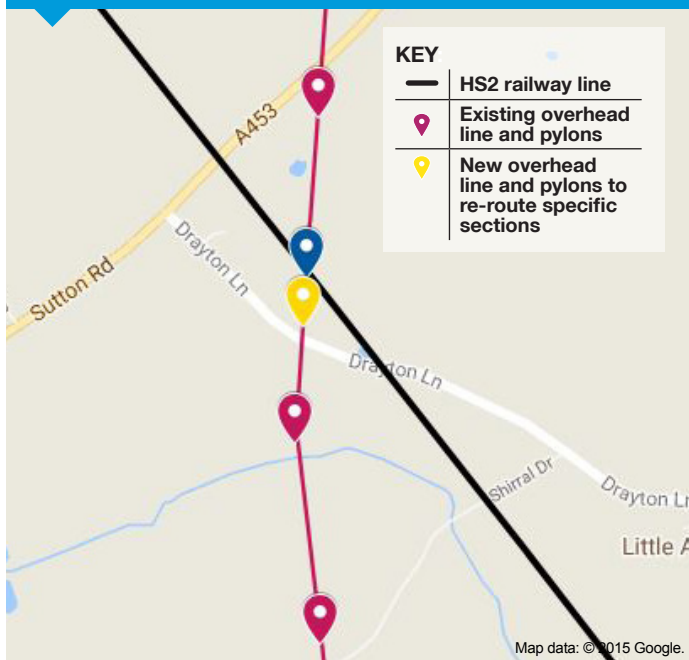 KEY
HS2 railway line
Existing overhead
line and pylons
New overhead
line and pylons to
re-route specific
sections
A453
Drayton Ln
Sutton Rd
Drayton Ln
Shirral Dr
Drayton Ln
Little A
Map data: © 2015 Google.